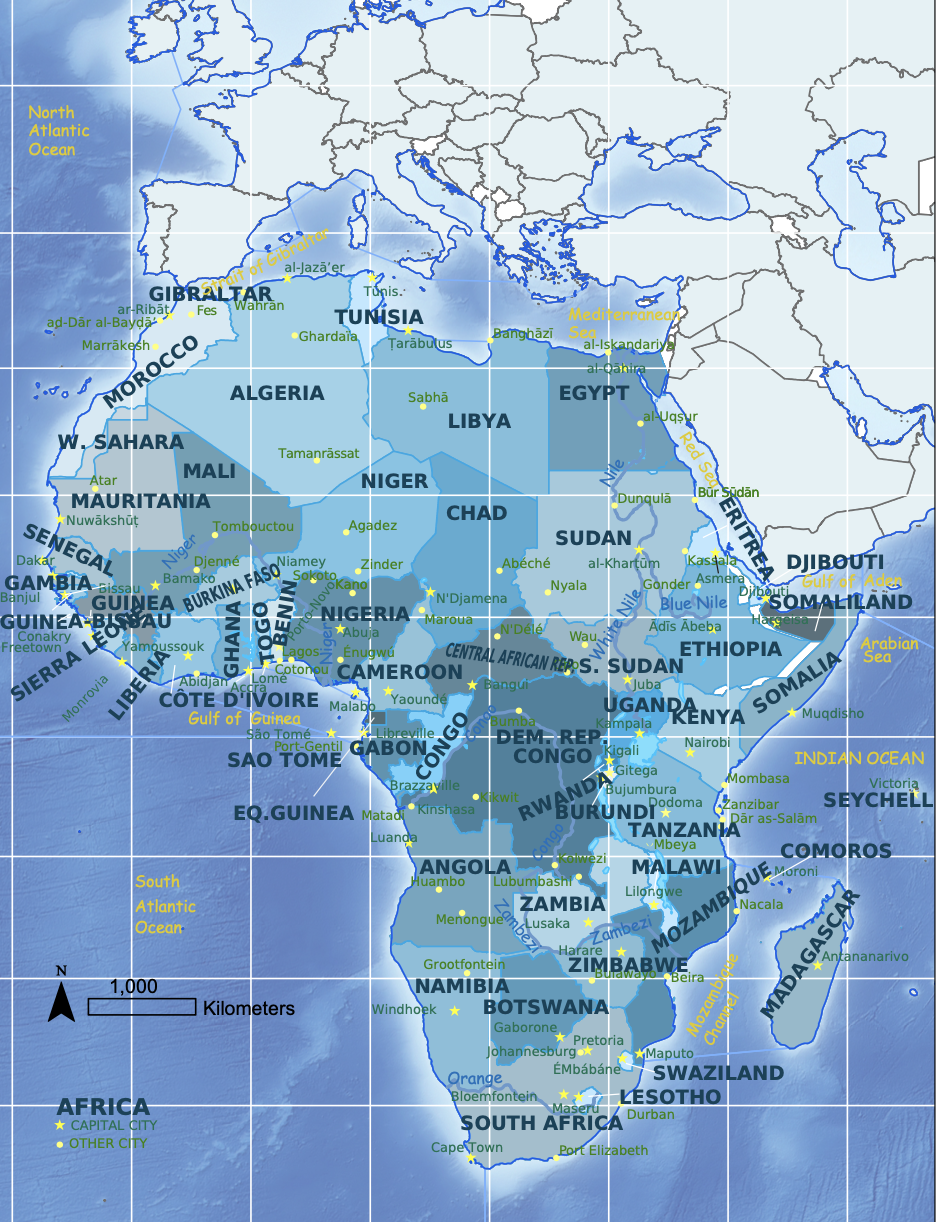 North
Atlantic
Ocean
Strait of Gibraltar
al-Jazā'er
Tūnis
GIBRALTAR
Wahrān
ar-Ribāt
Fes
ad-Dār al-Bayda'
TUNISIA
Mediterranean
Sea
Marrākesh
Ghardaïa
Ṭarābulus
Banghāzī
al-Iskandariya
al-Qāhira
MOROCCO
ALGERIA
Sabhā
LIBYA
EGYPT
al-Uqṣur
W. SAHARA
Tamanrāssat
Red Sea
MALI
NIGER
Nile
Atar
MAURITANIA
Dunqulā
Būr Sūdān
Nuwākshūṭ
CHAD
ERITREA
Tombouctou
Agadez
SENEGAL
SUDAN
Niger
Dakar
Djenné
Niamey
Zinder
Abéché
al-Kharṭūm
Kassala
DJIBOUTI
GAMBIA
Bamako
BURKINA FASO
Sokoto
Kano
Nyala
Gonder
Asmera
Gulf of Aden
Banjul
Bissau
N'Djamena
Djibouti
GUINEA
BENIN
Porto-Novo
Blue Nile
SOMALILAND
GUINEA-BISSAU
TOGO
NIGERIA
Maroua
White Nile
Hargeisa
Conakry
GHANA
Abuja
N'Délé
Adis Abeba
Freetown
SIERRA LEONE
Yamoussouk
Niger
Wau
Arabian
Sea
Lagos
Énugwu
CENTRAL AFRICAN REP.
ETHIOPIA
Cotonou
S. SUDAN
LIBERIA
Abidjan
Lomé
CAMEROON
SOMALIA
Monrovia
Accra
Bangui
Juba
CÔTE D'IVOIRE
Malabo
Yaoundé
UGANDA
KENYA
Muqdisho
Gulf of Guinea
Bumba
Kampala
São Tomé
Libreville
CONGO
Congo
DEM. REP.
CONGO
Nairobi
Port-Gentil
GABON
Kigali
SAO TOME
Gitega
INDIAN OCEAN
Brazzaville
Bujumbura
Mombasa
Victoria
Kikwit
RWANDA
Dodoma
Zanzibar
SEYCHELL
EQ.GUINEA
Matadi
Kinshasa
BURUNDI
Dār as-Salām
TANZANIA
Luanda
Congo
Mbeya
COMOROS
Kolwezi
ANGOLA
MALAWI
Moroni
Huambo
Lubumbashi
Lilongwe
South
Atlantic
Ocean
ZAMBIA
MOZAMBIQUE
Nacala
Menongue
Zambezi
Lusaka
Zambezi
MADAGASCAR
Harare
Antananarivo
Grootfontein
ZIMBABWE
Bulawayo
Beira
N
1,000
Kilometers
NAMIBIA
Mozambique
Channel
Windhoek
BOTSWANA
Gaborone
Pretoria
Johannesburg
Maputo
ÉMbábáne
SWAZILAND
Orange
Bloemfontein
LESOTHO
Maseru
Durban
AFRICA
SOUTH AFRICA
CAPITAL CITY
OTHER CITY
Cape Town
Port Elizabeth